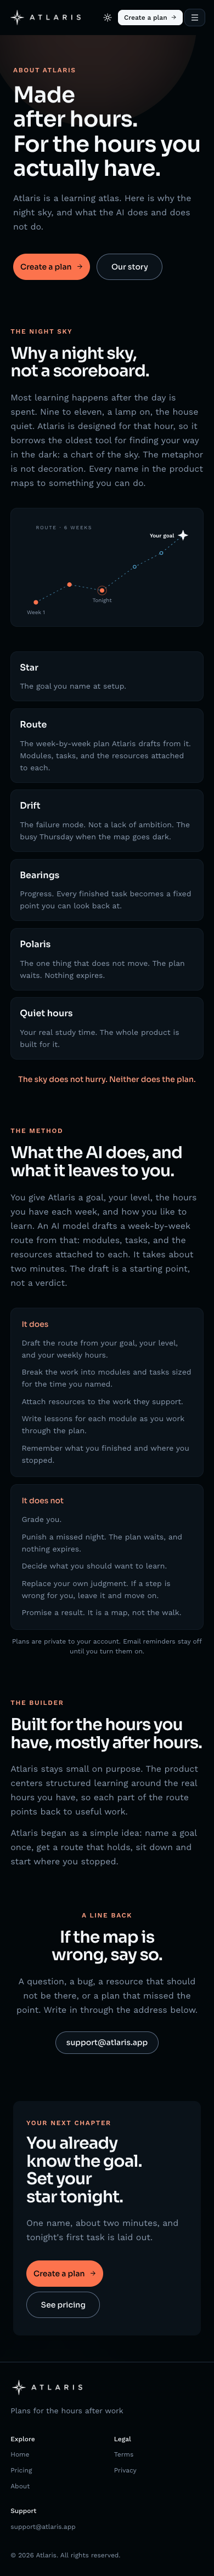 ATLARIS
Create a plan →
ABOUT ATLARIS
Made
after hours.
For the hours you
actually have.
Atlaris is a learning atlas. Here is why the
night sky, and what the AI does and does
not do.
Create a plan →
Our story
THE NIGHT SKY
Why a night sky,
not a scoreboard.
Most learning happens after the day is
spent. Nine to eleven, a lamp on, the house
quiet. Atlaris is designed for that hour, so it
borrows the oldest tool for finding your way
in the dark: a chart of the sky. The metaphor
is not decoration. Every name in the product
maps to something you can do.
ROUTE · 6 WEEKS
Your goal
Tonight
Week 1
Star
The goal you name at setup.
Route
The week-by-week plan Atlaris drafts from it.
Modules, tasks, and the resources attached
to each.
Drift
The failure mode. Not a lack of ambition. The
busy Thursday when the map goes dark.
Bearings
Progress. Every finished task becomes a fixed
point you can look back at.
Polaris
The one thing that does not move. The plan
waits. Nothing expires.
Quiet hours
Your real study time. The whole product is
built for it.
The sky does not hurry. Neither does the plan.
THE METHOD
What the AI does, and
what it leaves to you.
You give Atlaris a goal, your level, the hours
you have each week, and how you like to
learn. An AI model drafts a week-by-week
route from that: modules, tasks, and the
resources attached to each. It takes about
two minutes. The draft is a starting point,
not a verdict.
It does
Draft the route from your goal, your level,
and your weekly hours.
Break the work into modules and tasks sized
for the time you named.
Attach resources to the work they support.
Write lessons for each module as you work
through the plan.
Remember what you finished and where you
stopped.
It does not
Grade you.
Punish a missed night. The plan waits, and
nothing expires.
Decide what you should want to learn.
Replace your own judgment. If a step is
wrong for you, leave it and move on.
Promise a result. It is a map, not the walk.
Plans are private to your account. Email reminders stay off
until you turn them on.
THE BUILDER
Built for the hours you
have, mostly after hours.
Atlaris stays small on purpose. The product
centers structured learning around the real
hours you have, so each part of the route
points back to useful work.
Atlaris began as a simple idea: name a goal
once, get a route that holds, sit down and
start where you stopped.
A LINE BACK
If the map is
wrong, say so.
A question, a bug, a resource that should
not be there, or a plan that missed the
point. Write in through the address below.
support@atlaris.app
YOUR NEXT CHAPTER
You already
know the goal.
Set your
star tonight.
One name, about two minutes, and
tonight's first task is laid out.
Create a plan →
See pricing
ATLARIS
Plans for the hours after work
Explore
Home
Pricing
About
Legal
Terms
Privacy
Support
support@atlaris.app
© 2026 Atlaris. All rights reserved.